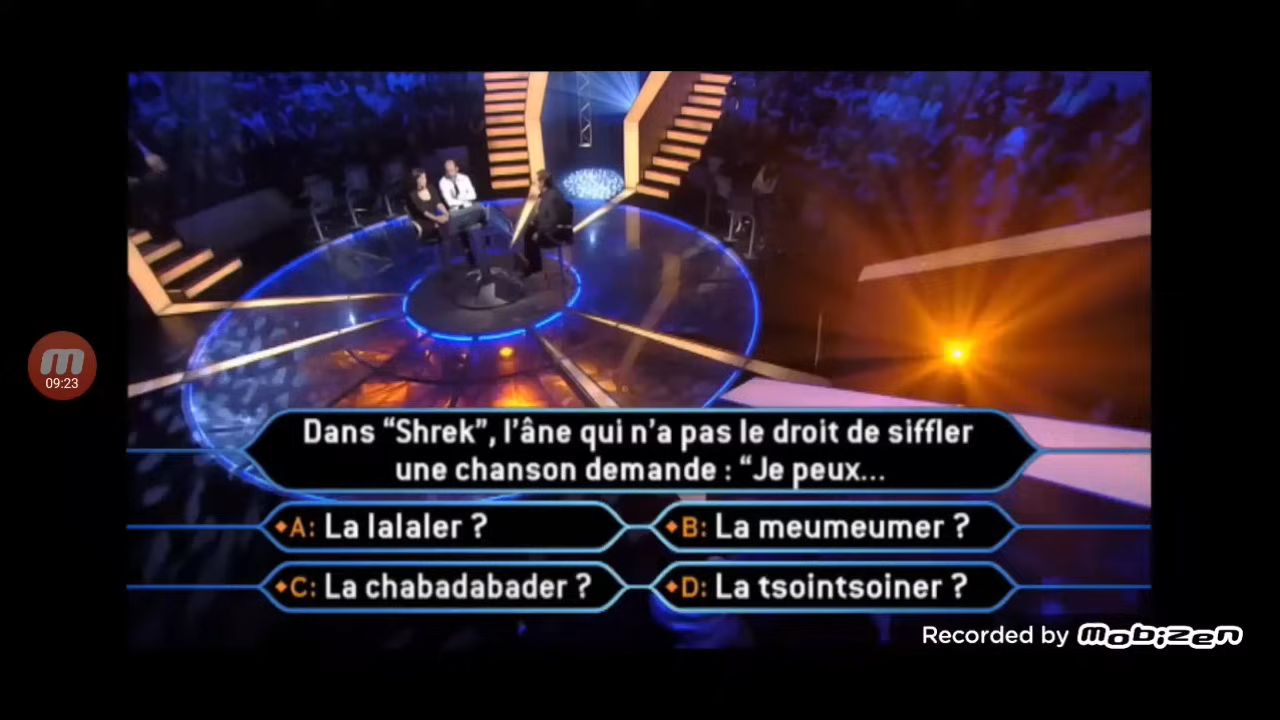 Dans “Shrek”, l'âne qui n'a pas le droit de siffler
une chanson demande : “Je peux...
A: La lalaler ?
B: La meumeumer ?
C: La chabadabader ?
D: La tsointsoiner ?
09:23
Recorded by mobizen